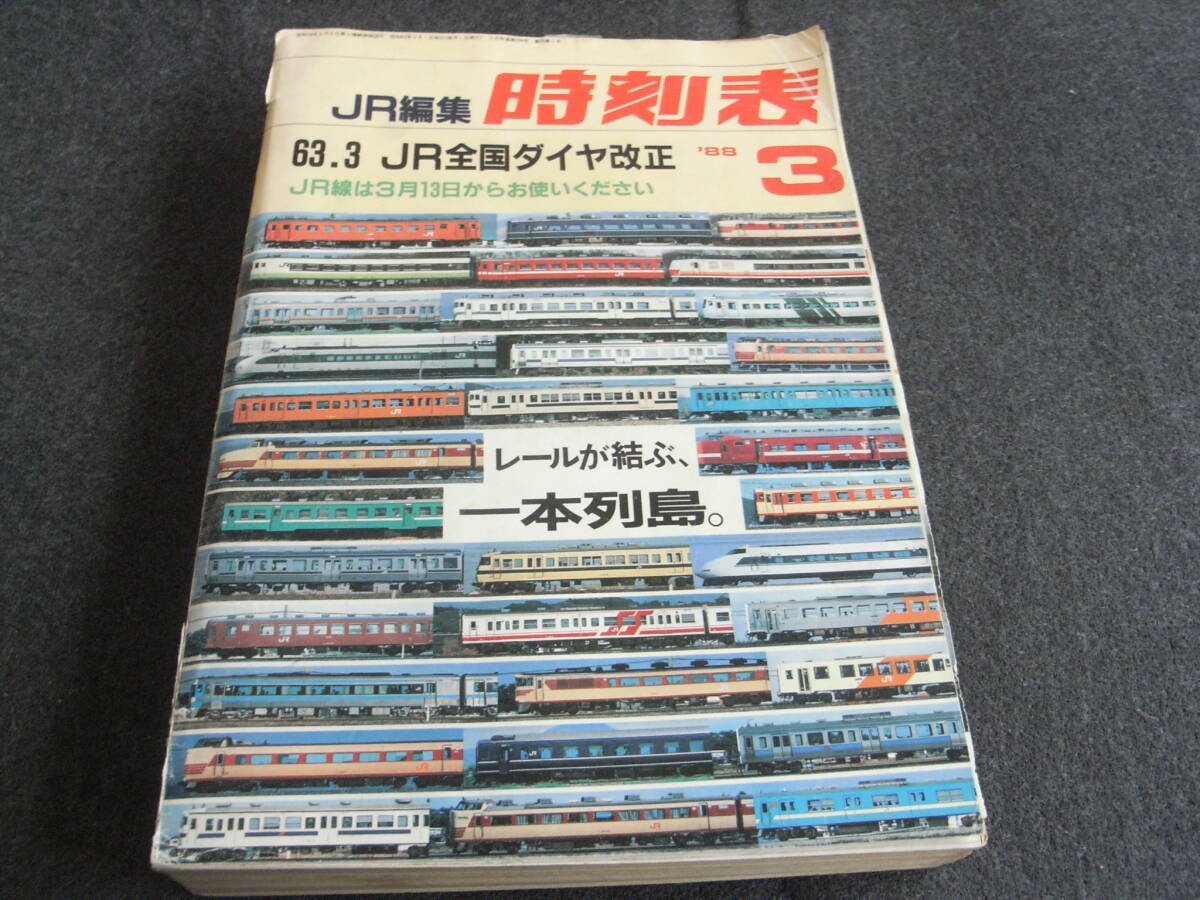 JR編集 時刻表
63.3 JR全国ダイヤ改正 '88 3
JR線は3月13日からお使いください
レールが結ぶ、
一本列島。